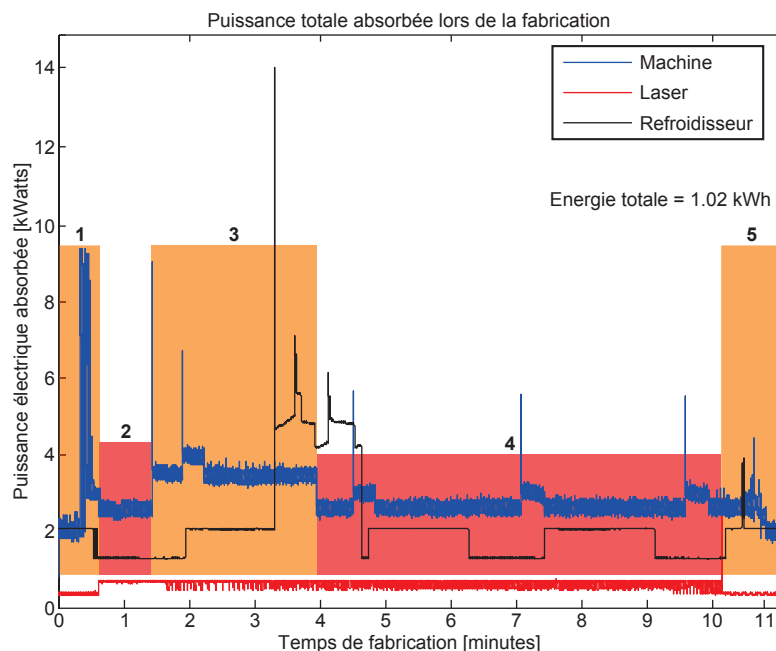 Puissance totale absorbée lors de la fabrication
Puissance électrique absorbée [kWatts]
14
12
10
8
6
4
2
0
Machine
Laser
Refroidisseur
Energie totale = 1.02 kWh
1
3
5
2
4
0 1 2 3 4 5 6 7 8 9 10 11
Temps de fabrication [minutes]